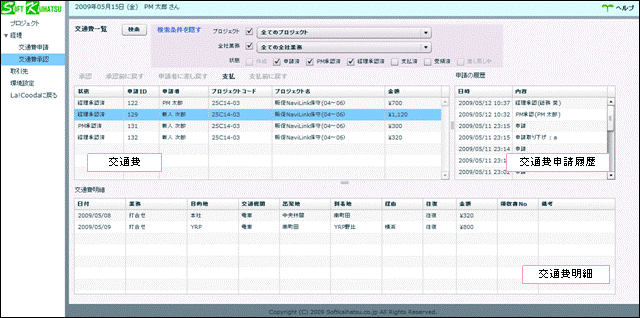 SOFT KAIHATSU
2009年05月15日(金) PM 太郎 さん
ヘルプ
プロジェクト
▼ 経理
交通費申請
交通費承認
取引先
環境設定
La!Coodaに戻る
交通費一覧 検索 検索条件を隠す
プロジェクト 全てのプロジェクト
全社業務 全ての全社業務
状態 作成 申請済 PM承認済 経理承認済 支払済 受領済 差し戻し中
承認 承認前に戻す 申請者に差し戻す 支払 支払前に戻す
状態 申請ID 申請者 プロジェクトコード プロジェクト名 金額
経理承認済 122 PM 太郎 25C14-03 販促NaviLink保守(04~06) ¥700
経理承認済 129 新人 次郎 25C14-03 販促NaviLink保守(04~06) ¥1,120
経理承認済 131 新人 次郎 25C14-03 販促NaviLink保守(04~06) ¥300
経理承認済 132 新人 次郎 25C14-03 販促NaviLink保守(04~06) ¥320
交通費
申請の履歴
日時 内容
2009/05/12 10:37 経理承認(総務 笑)
2009/05/12 10:32 PM承認(PM 太郎)
2009/05/11 23:15 申請
2009/05/11 23:15 申請取り下げ：a
2009/05/11 23:14 申請
2009/05/11 23:1
2009/05/11 23:02 申請
交通費申請履歴
交通費明細
日付 業務 目的地 交通機関 出発地 到着地 経由 往復 金額 領収書No 備考
2009/05/08 打合せ 本社 電車 中央林間 南町田 往復 ¥320
2009/05/09 打合せ YRP 電車 南町田 YRP野比 横浜 往復 ¥800
交通費明細
Copyright (C) 2009 Softkaihatsu.co.jp All Rights Reserved.